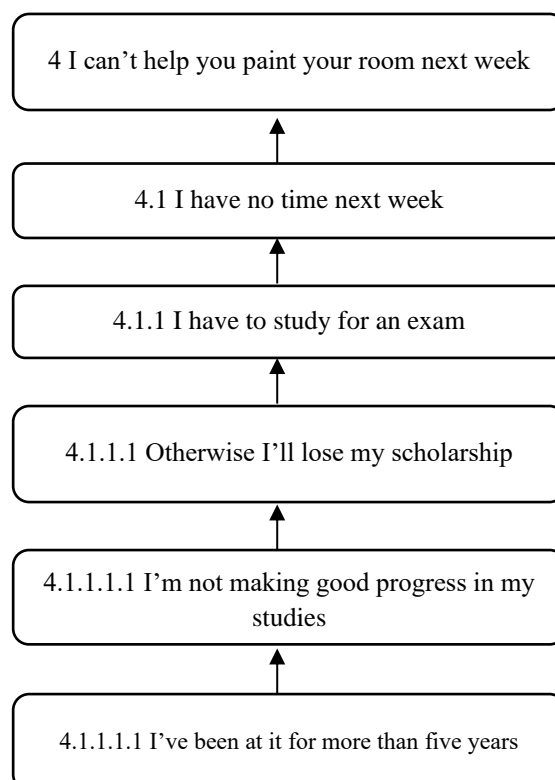 4 I can’t help you paint your room next week
4.1 I have no time next week
4.1.1 I have to study for an exam
4.1.1.1 Otherwise I’ll lose my scholarship
4.1.1.1.1 I’m not making good progress in my
studies
4.1.1.1.1 I’ve been at it for more than five years